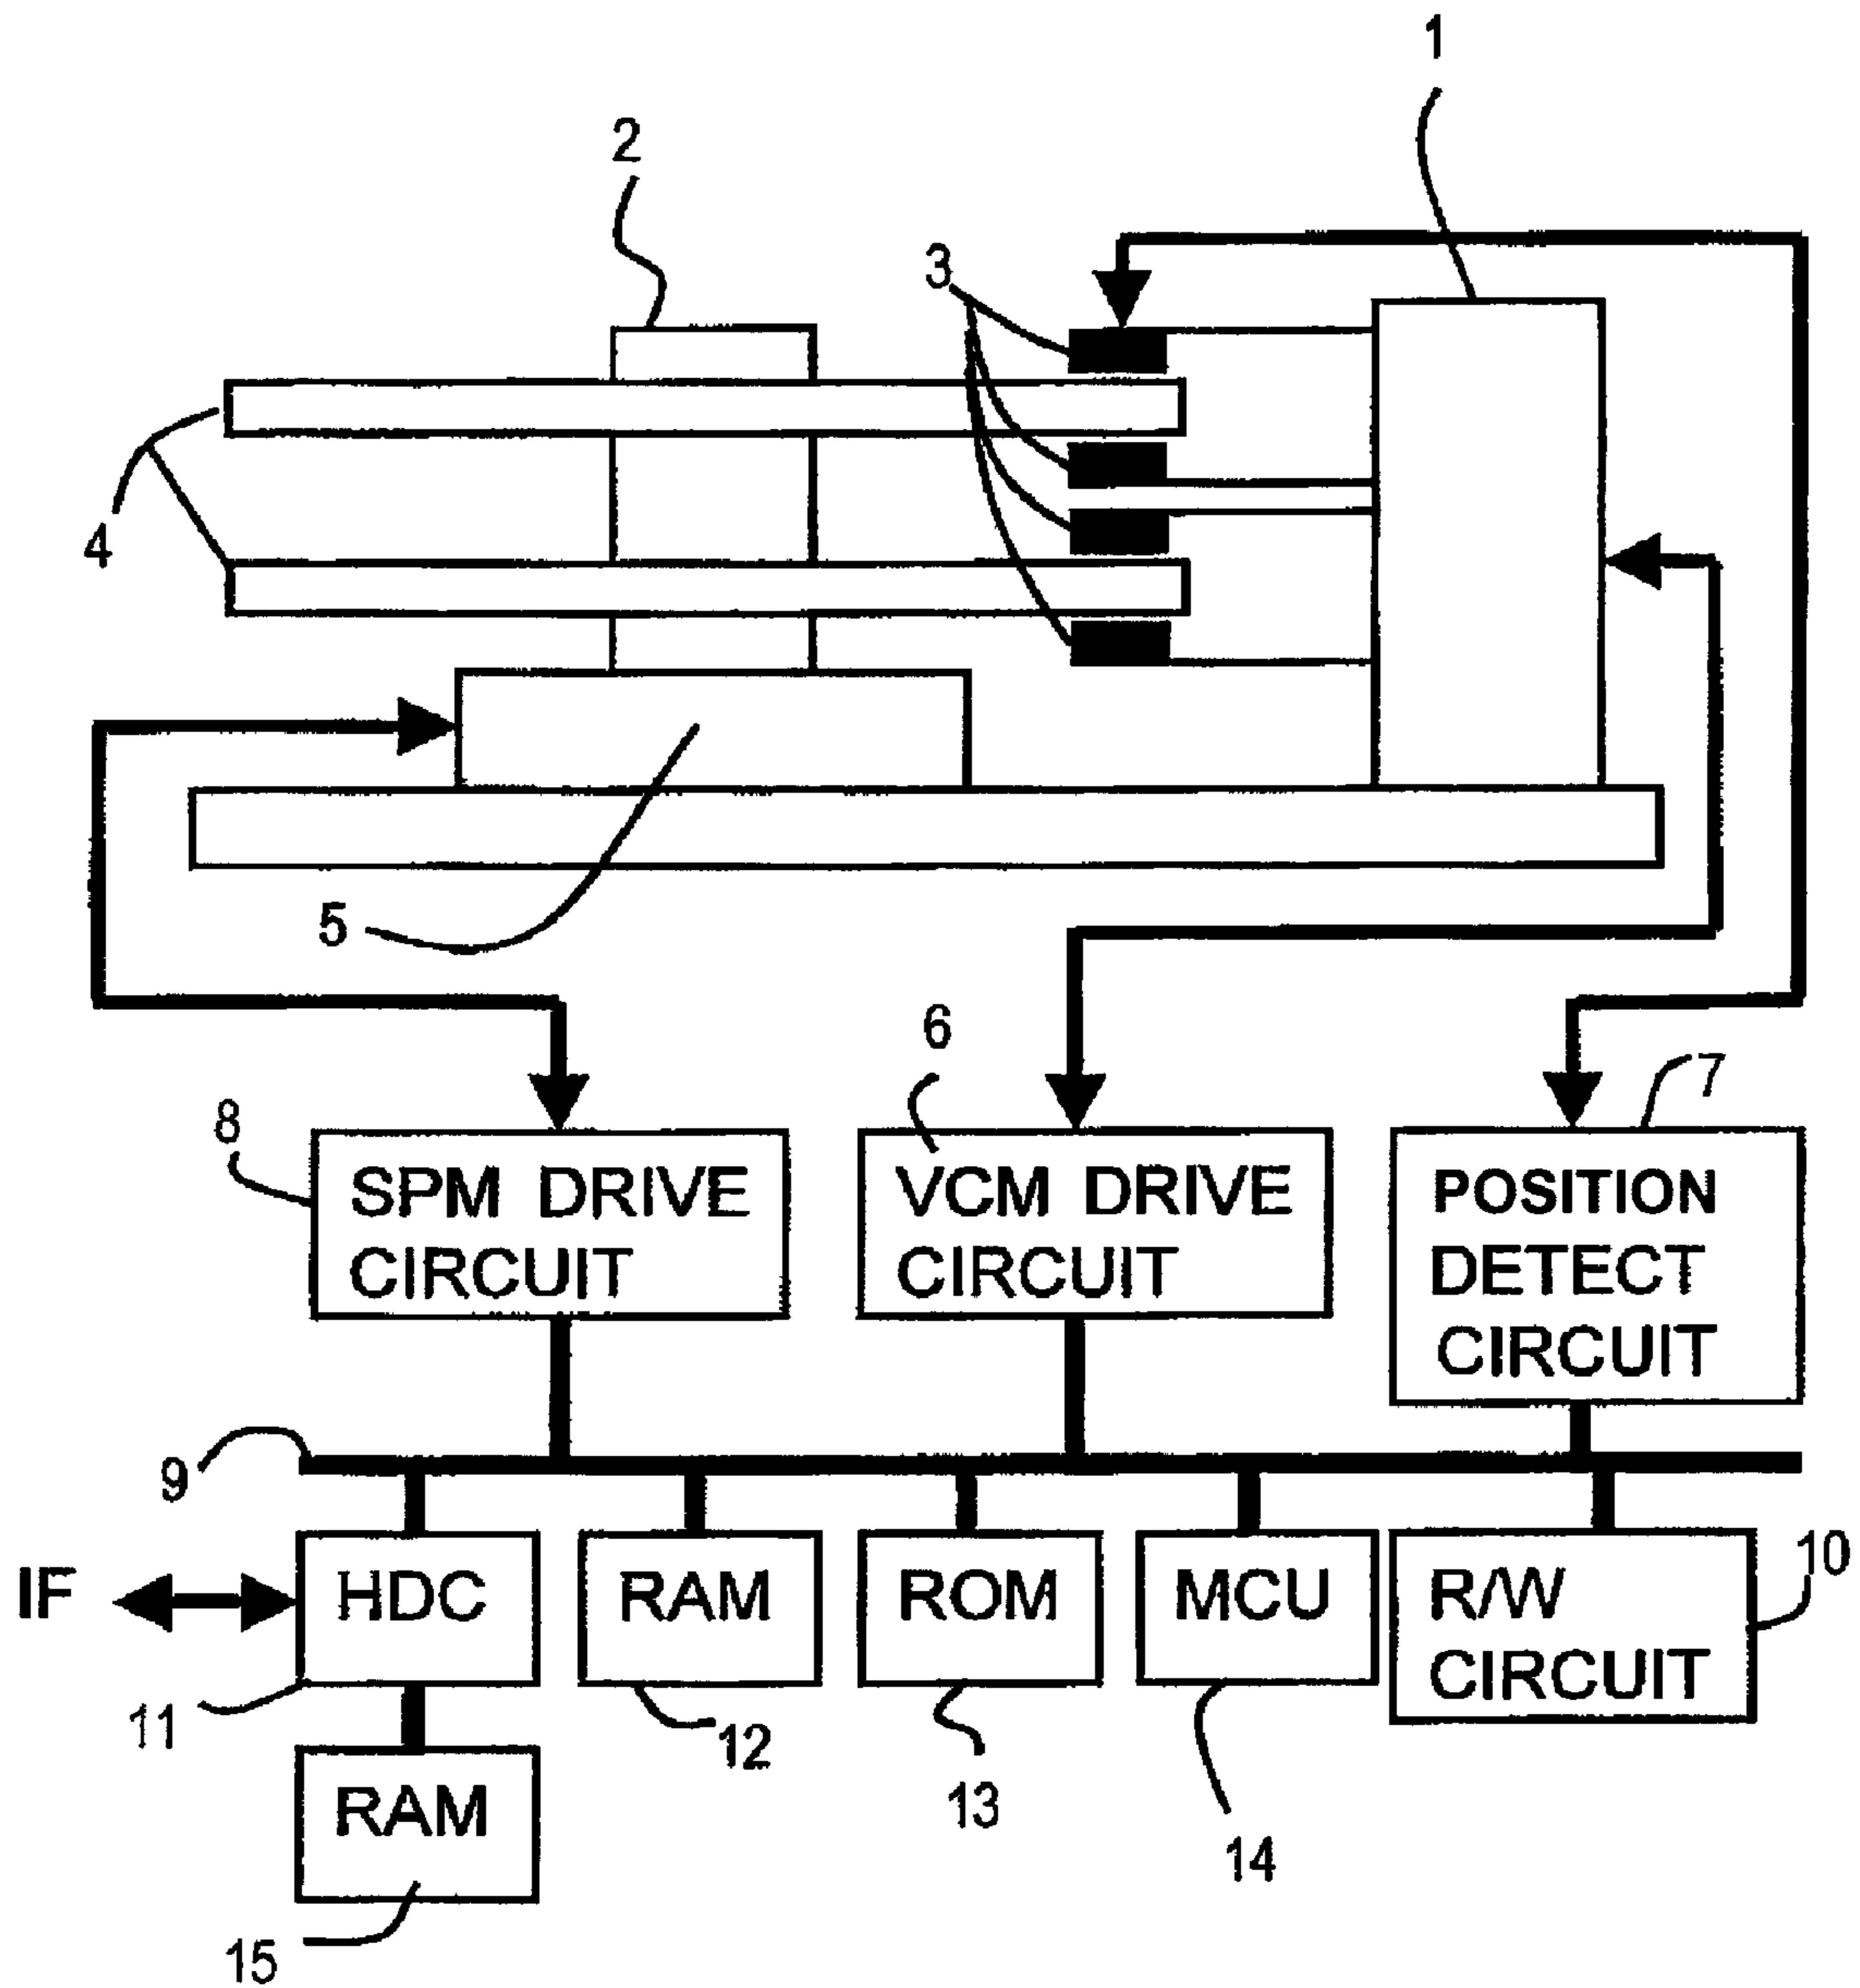 1
2
3
4
5
6
7
8
SPM DRIVE
CIRCUIT
VCM DRIVE
CIRCUIT
POSITION
DETECT
CIRCUIT
9
IF
HDC
RAM
ROM
MCU
R/W
CIRCUIT
10
11
12
13
14
RAM
15